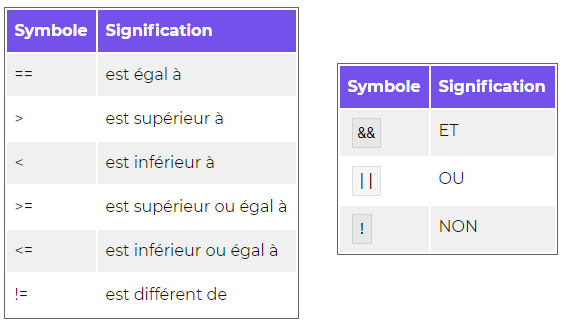 Symbole Signification
== est égal à
> est supérieur à
< est inférieur à
>= est supérieur ou égal à
<= est inférieur ou égal à
!= est différent de
Symbole Signification
&& ET
|| OU
! NON